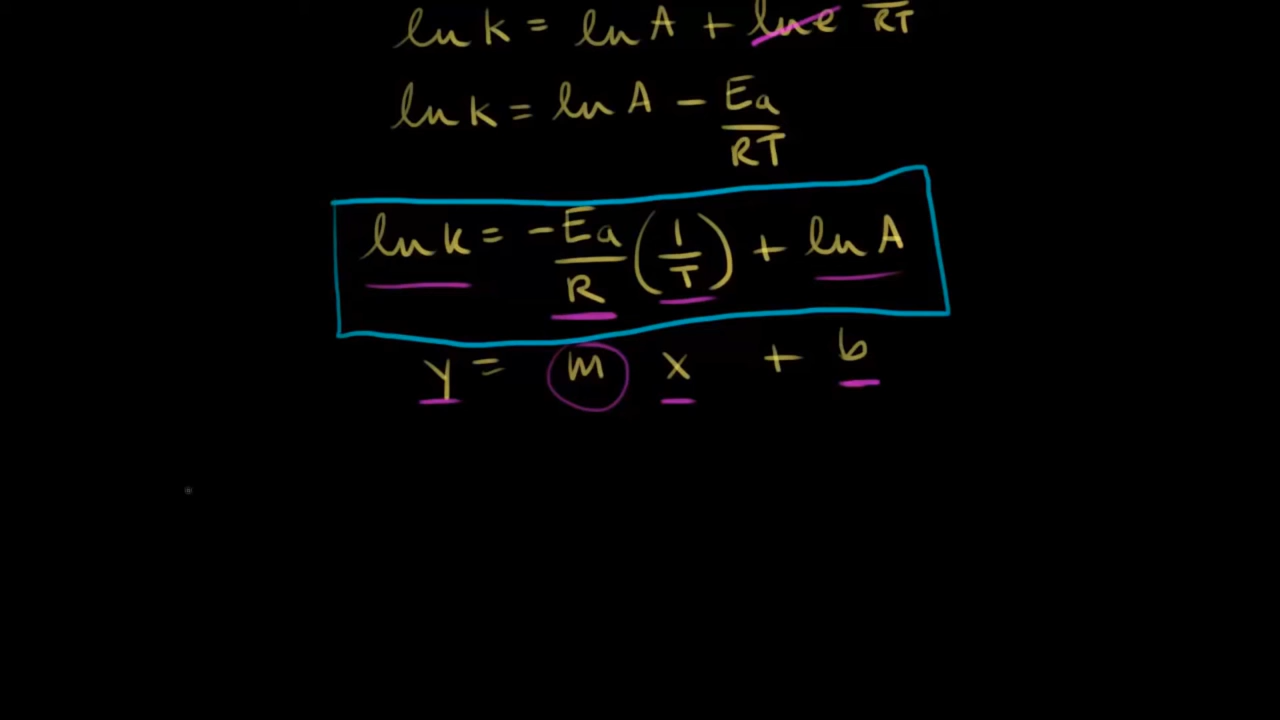 ln k = ln A + ln e RT
ln k = ln A - Ea/RT
ln k = -Ea/R (1/T) + ln A
y = m x + b